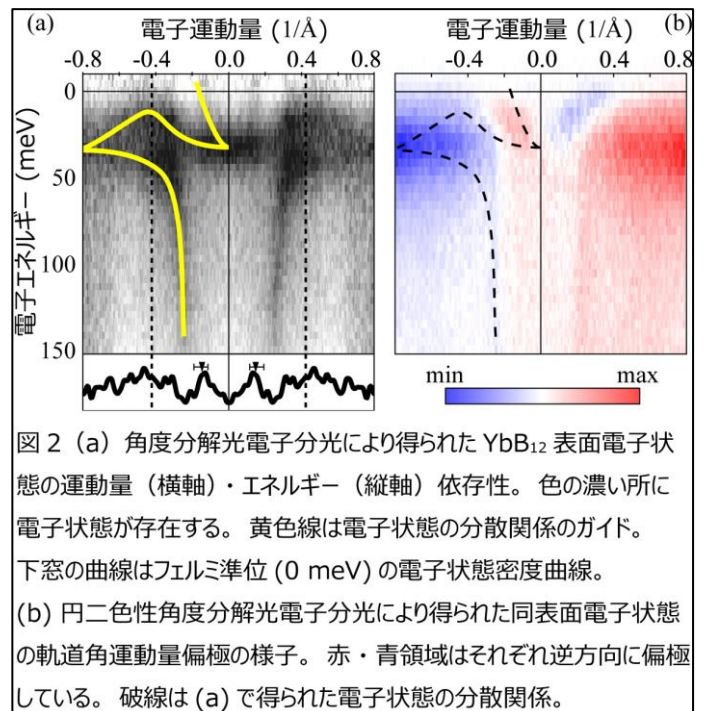 (a) 電子運動量 (1/Å) 電子運動量 (1/Å) (b)
-0.8 -0.4 0.0 0.4 0.8 0.0 0.4 0.8
0
50
100
150
電子エネルギー (meV)
min max
図 2 (a) 角度分解光電子分光により得られた YbB₁₂ 表面電子状
態の運動量（横軸）・エネルギー（縦軸）依存性。 色の濃い所に
電子状態が存在する。 黄色線は電子状態の分散関係のガイド。
下窓の曲線はフェルミ準位 (0 meV) の電子状態密度曲線。
(b) 円二色性角度分解光電子分光により得られた同表面電子状態
の軌道角運動量偏極の様子。 赤・青領域はそれぞれ逆方向に偏極
している。 破線は (a) で得られた電子状態の分散関係。